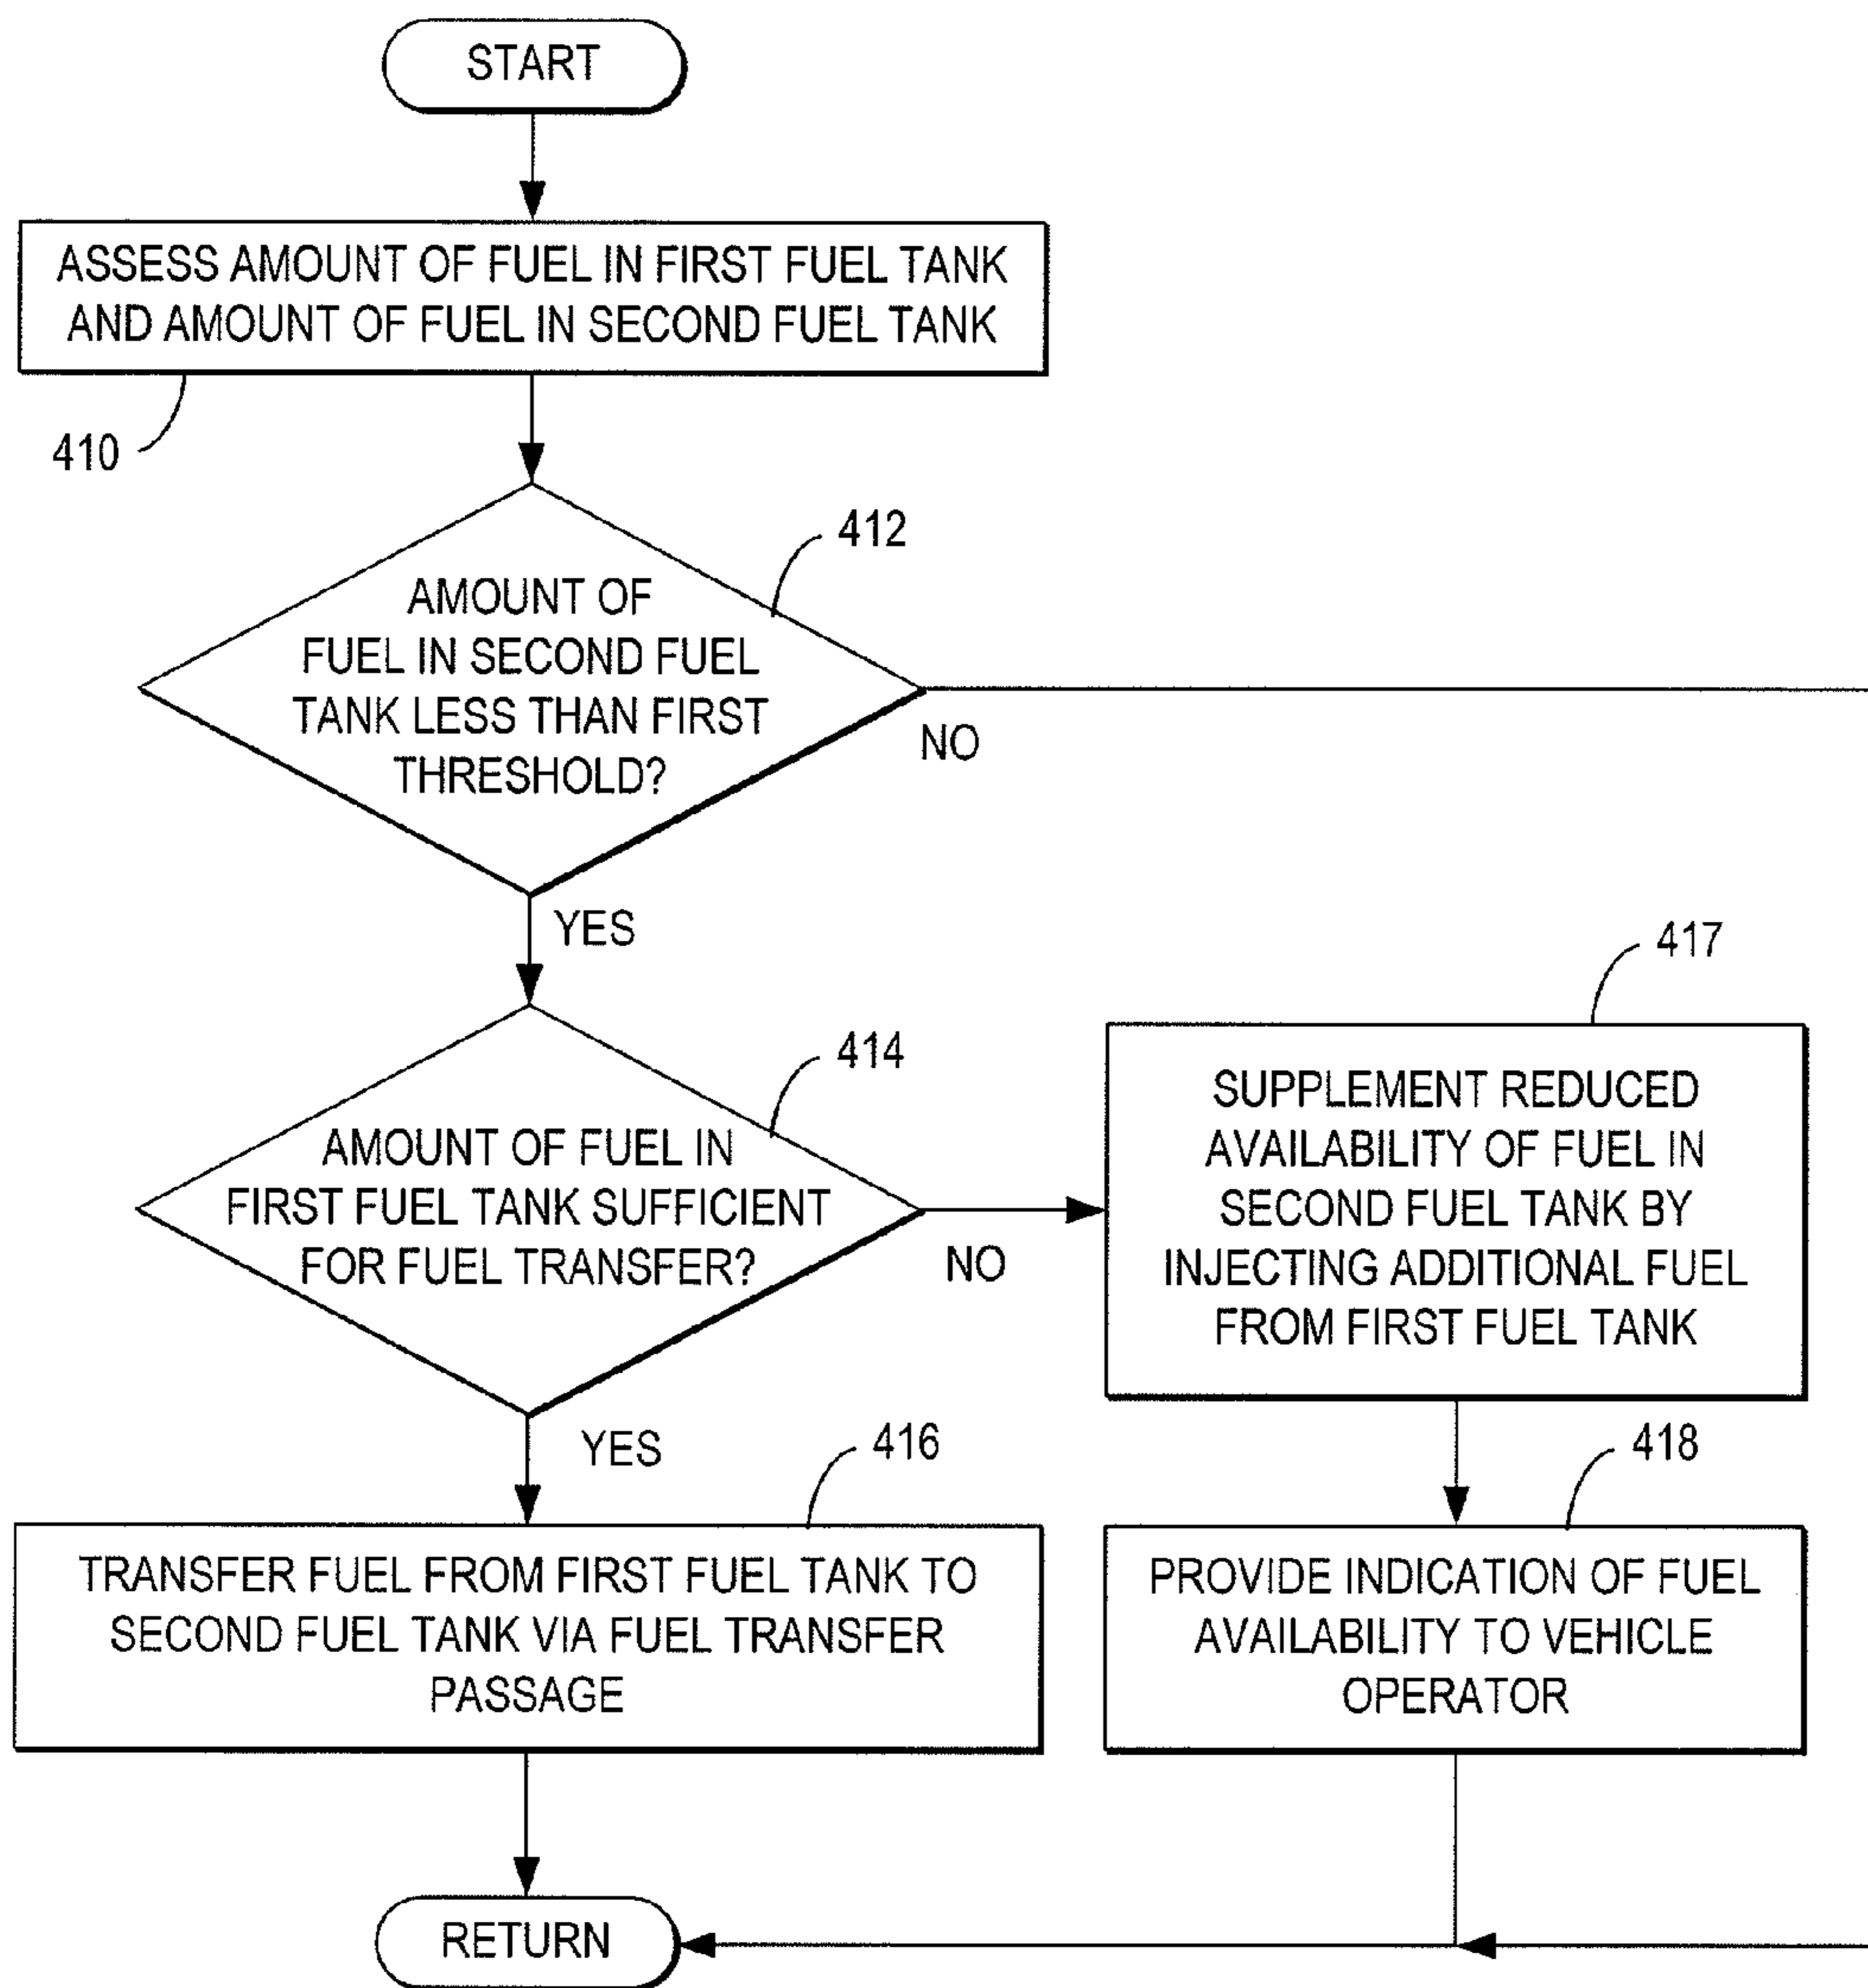 START
ASSESS AMOUNT OF FUEL IN FIRST FUEL TANK
AND AMOUNT OF FUEL IN SECOND FUEL TANK
410
412
AMOUNT OF
FUEL IN SECOND FUEL
TANK LESS THAN FIRST
THRESHOLD?
NO
YES
414
AMOUNT OF FUEL IN
FIRST FUEL TANK SUFFICIENT
FOR FUEL TRANSFER?
NO
417
SUPPLEMENT REDUCED
AVAILABILITY OF FUEL IN
SECOND FUEL TANK BY
INJECTING ADDITIONAL FUEL
FROM FIRST FUEL TANK
YES
416
TRANSFER FUEL FROM FIRST FUEL TANK TO
SECOND FUEL TANK VIA FUEL TRANSFER
PASSAGE
418
PROVIDE INDICATION OF FUEL
AVAILABILITY TO VEHICLE
OPERATOR
RETURN